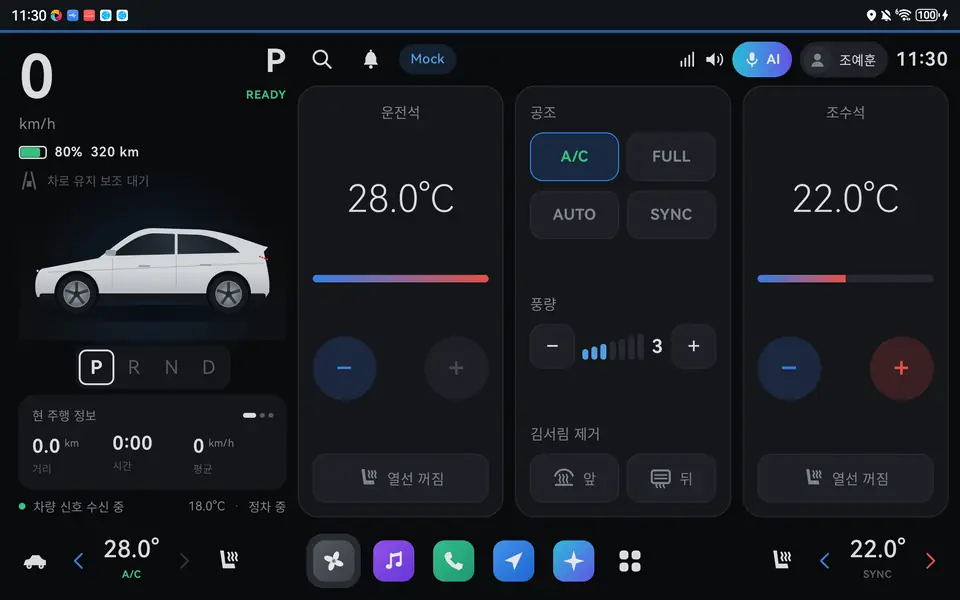 11:30
100
0
P
km/h
READY
80% 320 km
차로 유지 보조 대기
P R N D
현 주행 정보
0.0 km
거리
0:00
시간
0 km/h
평균
차량 신호 수신 중
18.0°C · 정차 중
Mock
AI
조예훈
11:30
운전석
28.0°C
열선 꺼짐
공조
A/C
FULL
AUTO
SYNC
풍량
− 3 +
김서림 제거
앞
뒤
조수석
22.0°C
− +
열선 꺼짐
28.0°
A/C
22.0°
SYNC